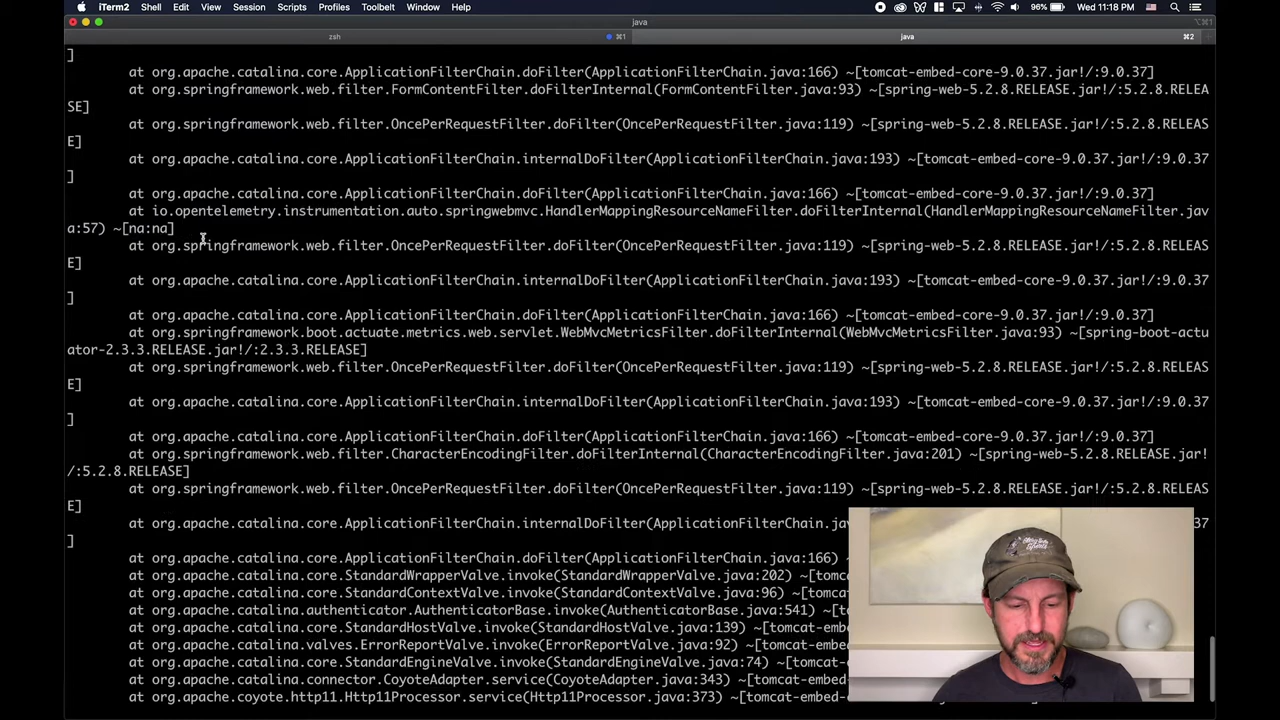 iTerm2 Shell Edit View Session Scripts Profiles Toolbelt Window Help 96% Wed 11:18 PM
java
zsh ⌘1 java ⌘2
]
at org.apache.catalina.core.ApplicationFilterChain.doFilter(ApplicationFilterChain.java:166) ~[tomcat-embed-core-9.0.37.jar!/:9.0.37]
at org.springframework.web.filter.FormContentFilter.doFilterInternal(FormContentFilter.java:93) ~[spring-web-5.2.8.RELEASE.jar!/:5.2.8.RELEA
SE]
at org.springframework.web.filter.OncePerRequestFilter.doFilter(OncePerRequestFilter.java:119) ~[spring-web-5.2.8.RELEASE.jar!/:5.2.8.RELEAS
E]
at org.apache.catalina.core.ApplicationFilterChain.internalDoFilter(ApplicationFilterChain.java:193) ~[tomcat-embed-core-9.0.37.jar!/:9.0.37
]
at org.apache.catalina.core.ApplicationFilterChain.doFilter(ApplicationFilterChain.java:166) ~[tomcat-embed-core-9.0.37.jar!/:9.0.37]
at io.opentelemetry.instrumentation.auto.springwebmvc.HandlerMappingResourceNameFilter.doFilterInternal(HandlerMappingResourceNameFilter.jav
a:57) ~[na:na]
at org.springframework.web.filter.OncePerRequestFilter.doFilter(OncePerRequestFilter.java:119) ~[spring-web-5.2.8.RELEASE.jar!/:5.2.8.RELEAS
E]
at org.apache.catalina.core.ApplicationFilterChain.internalDoFilter(ApplicationFilterChain.java:193) ~[tomcat-embed-core-9.0.37.jar!/:9.0.37
]
at org.apache.catalina.core.ApplicationFilterChain.doFilter(ApplicationFilterChain.java:166) ~[tomcat-embed-core-9.0.37.jar!/:9.0.37]
at org.springframework.boot.actuate.metrics.web.servlet.WebMvcMetricsFilter.doFilterInternal(WebMvcMetricsFilter.java:93) ~[spring-boot-actu
ator-2.3.3.RELEASE.jar!/:2.3.3.RELEASE]
at org.springframework.web.filter.OncePerRequestFilter.doFilter(OncePerRequestFilter.java:119) ~[spring-web-5.2.8.RELEASE.jar!/:5.2.8.RELEAS
E]
at org.apache.catalina.core.ApplicationFilterChain.internalDoFilter(ApplicationFilterChain.java:193) ~[tomcat-embed-core-9.0.37.jar!/:9.0.37
]
at org.apache.catalina.core.ApplicationFilterChain.doFilter(ApplicationFilterChain.java:166) ~[tomcat-embed-core-9.0.37.jar!/:9.0.37]
at org.springframework.web.filter.CharacterEncodingFilter.doFilterInternal(CharacterEncodingFilter.java:201) ~[spring-web-5.2.8.RELEASE.jar!
/:5.2.8.RELEASE]
at org.springframework.web.filter.OncePerRequestFilter.doFilter(OncePerRequestFilter.java:119) ~[spring-web-5.2.8.RELEASE.jar!/:5.2.8.RELEAS
E]
at org.apache.catalina.core.ApplicationFilterChain.internalDoFilter(ApplicationFilterChain.java 37
]
at org.apache.catalina.core.ApplicationFilterChain.doFilter(ApplicationFilterChain.java:166) ~
at org.apache.catalina.core.StandardWrapperValve.invoke(StandardWrapperValve.java:202) ~[tomc
at org.apache.catalina.core.StandardContextValve.invoke(StandardContextValve.java:96) ~[tomca
at org.apache.catalina.authenticator.AuthenticatorBase.invoke(AuthenticatorBase.java:541) ~[to
at org.apache.catalina.core.StandardHostValve.invoke(StandardHostValve.java:139) ~[tomcat-emb
at org.apache.catalina.valves.ErrorReportValve.invoke(ErrorReportValve.java:92) ~[tomcat-embe
at org.apache.catalina.core.StandardEngineValve.invoke(StandardEngineValve.java:74) ~[tomcat-
at org.apache.catalina.connector.CoyoteAdapter.service(CoyoteAdapter.java:343) ~[tomcat-embed
at org.apache.coyote.http11.Http11Processor.service(Http11Processor.java:373) ~[tomcat-embed